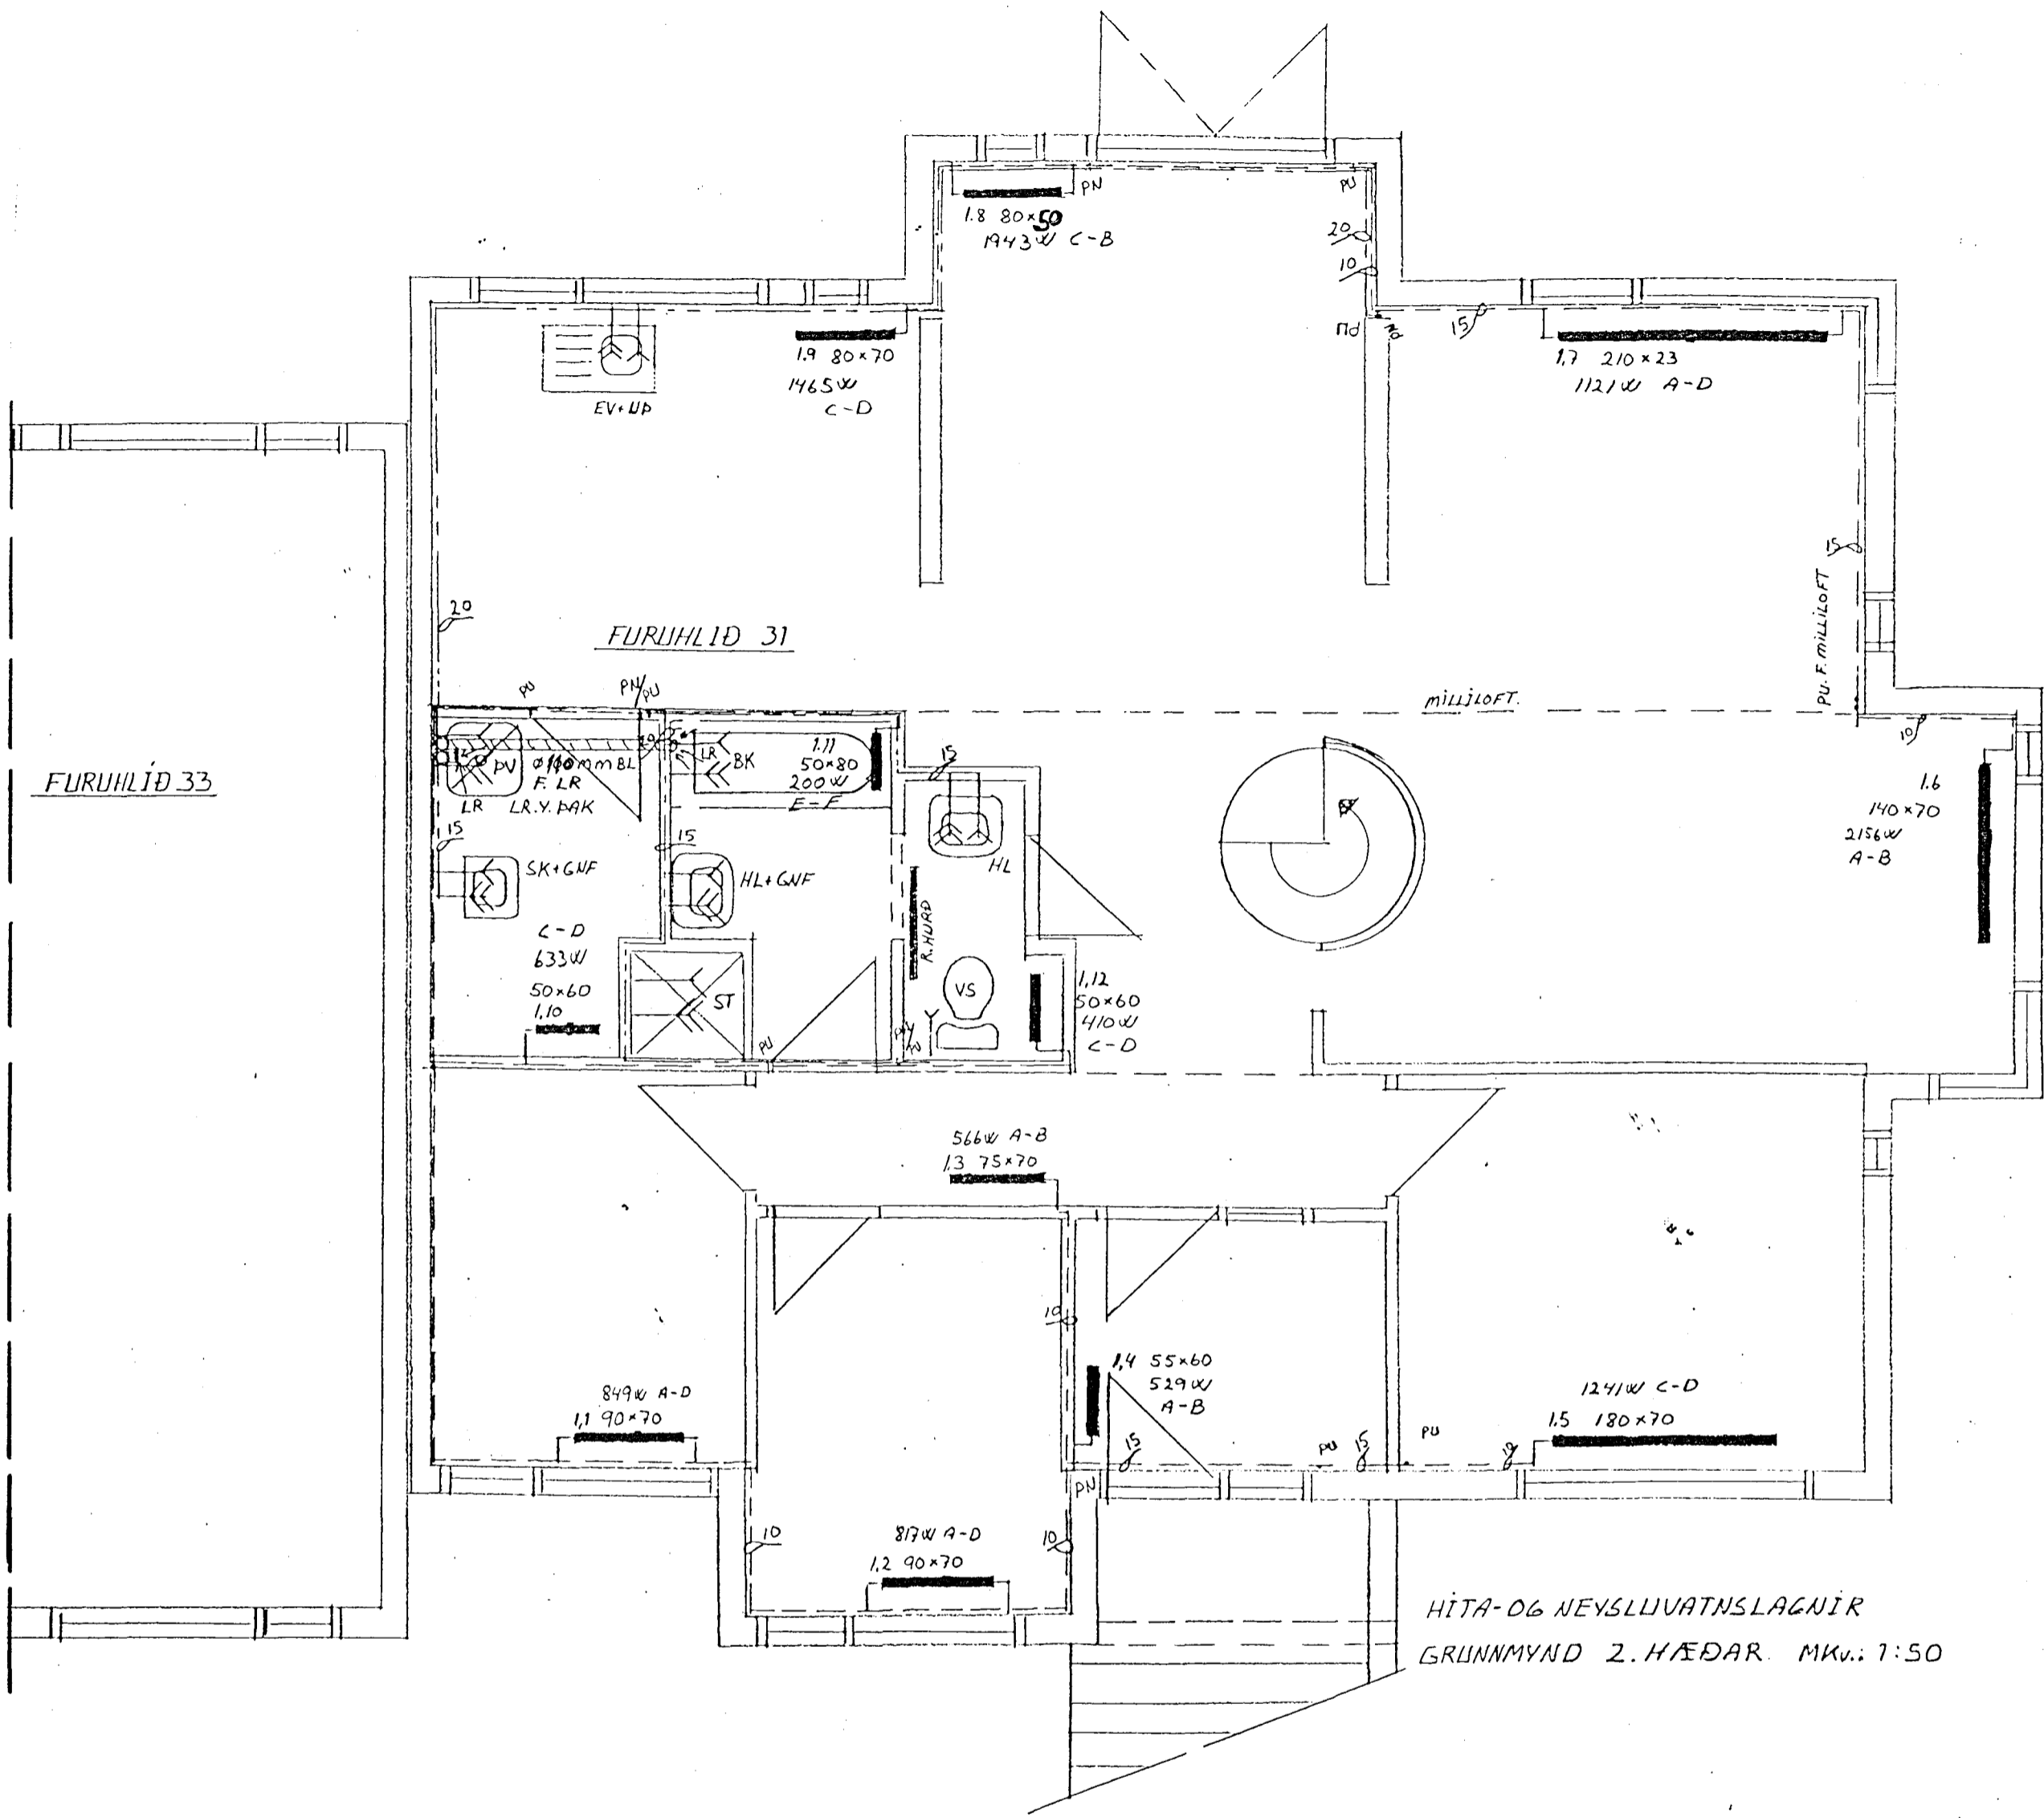 PN
PU
1.8 80×50
1943W C-B
20
10
1.9 80×70
1465W
C-D
EV+UÞ
15
1,7 210×23
1121W A-D
15
PU. F. MILLILOFT
20
FURUHLIÐ 31
PU
PN/PU
MILLILOFT.
10
FURUHLÍÐ 33
ÞV
F. LR
LR
LR.Y. ÞAK
LR
BK
1.11
50×80
200W
E-F
15
1.6
140×70
2156W
A-B
15
15
SK+GNF
HL+GNF
HL
R.HURÐ
C-D
633W
50×60
1,10
ST
VS
PU
1,12
50×60
410W
C-D
566W A-B
1.3 75×70
10
1,4 55×60
529W
A-B
849W A-D
1,1 90×70
1241W C-D
1.5 180×70
15
PU
15
PU
PN
10
817W A-D
1,2 90×70
10
HITA-OG NEYSLUVATNSLAGNIR
GRUNNMYND 2. HÆÐAR. MKV.: 1:50